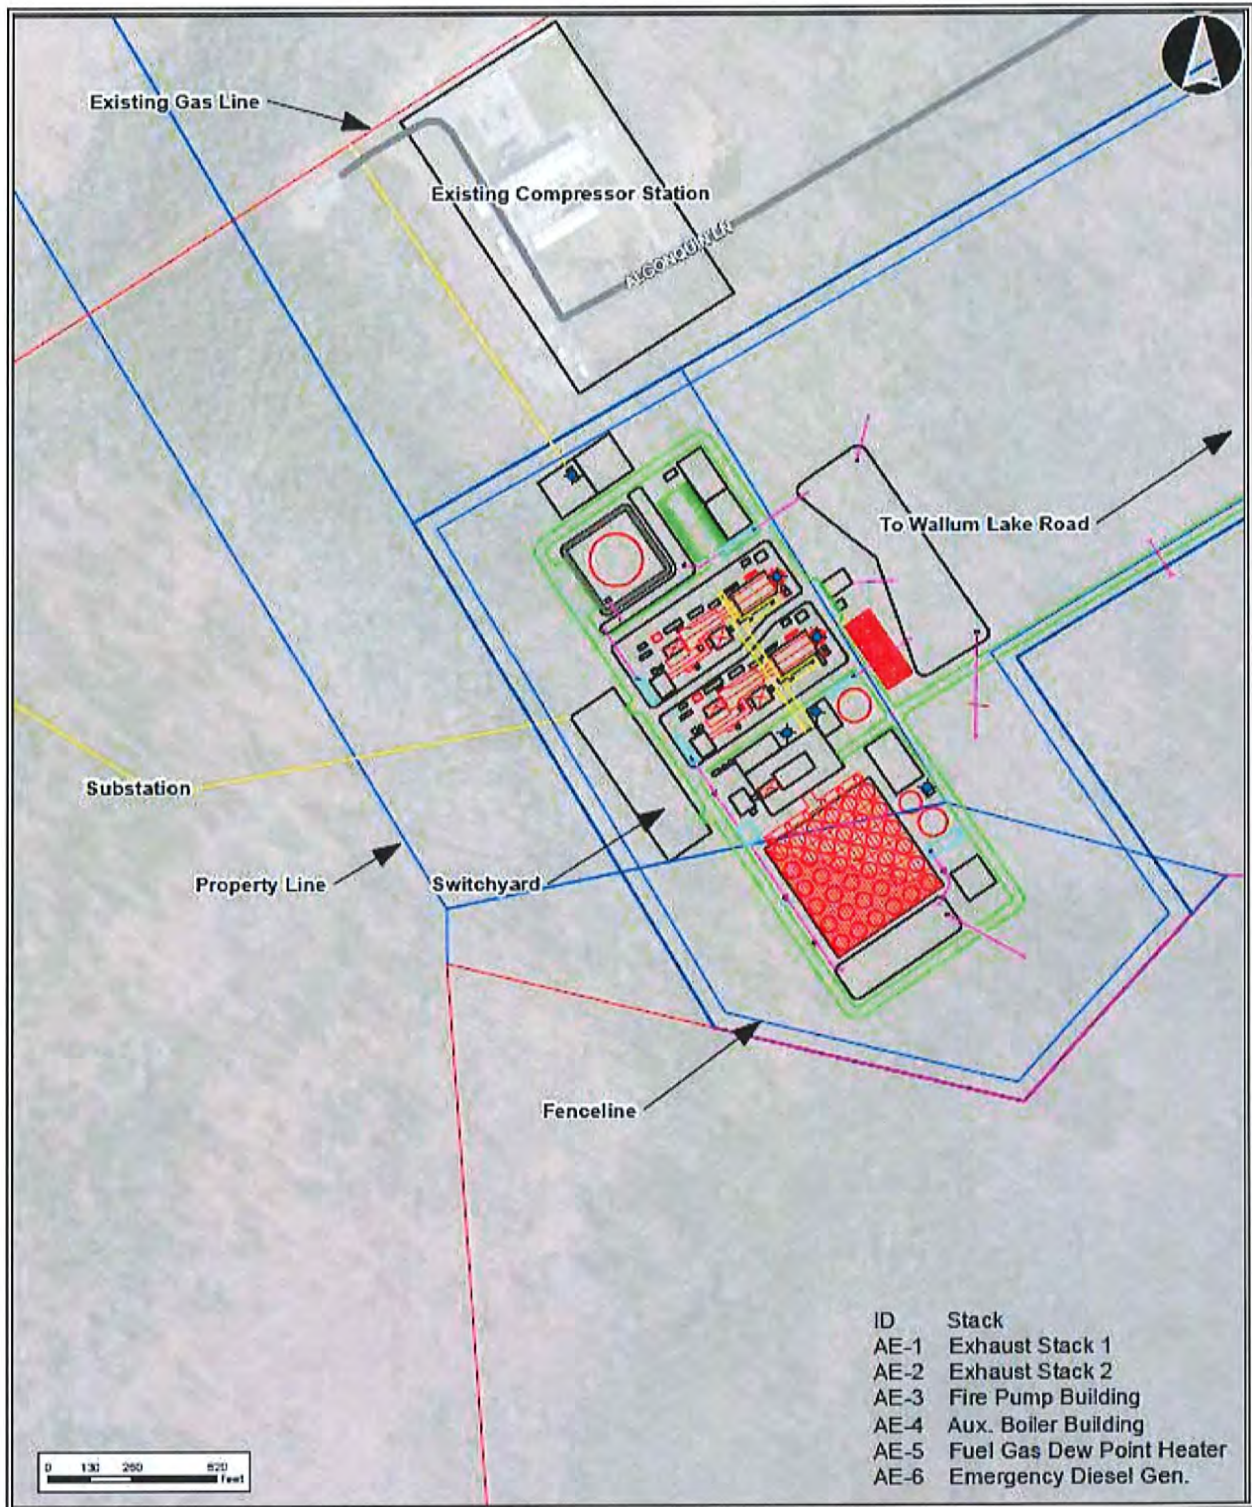 Existing Gas Line
Existing Compressor Station
ALGONQUIN LN
To Wallum Lake Road
Substation
Property Line
Switchyard
Fenceline
ID Stack
AE-1 Exhaust Stack 1
AE-2 Exhaust Stack 2
AE-3 Fire Pump Building
AE-4 Aux. Boiler Building
AE-5 Fuel Gas Dew Point Heater
AE-6 Emergency Diesel Gen.
0 130 260 520
Feet